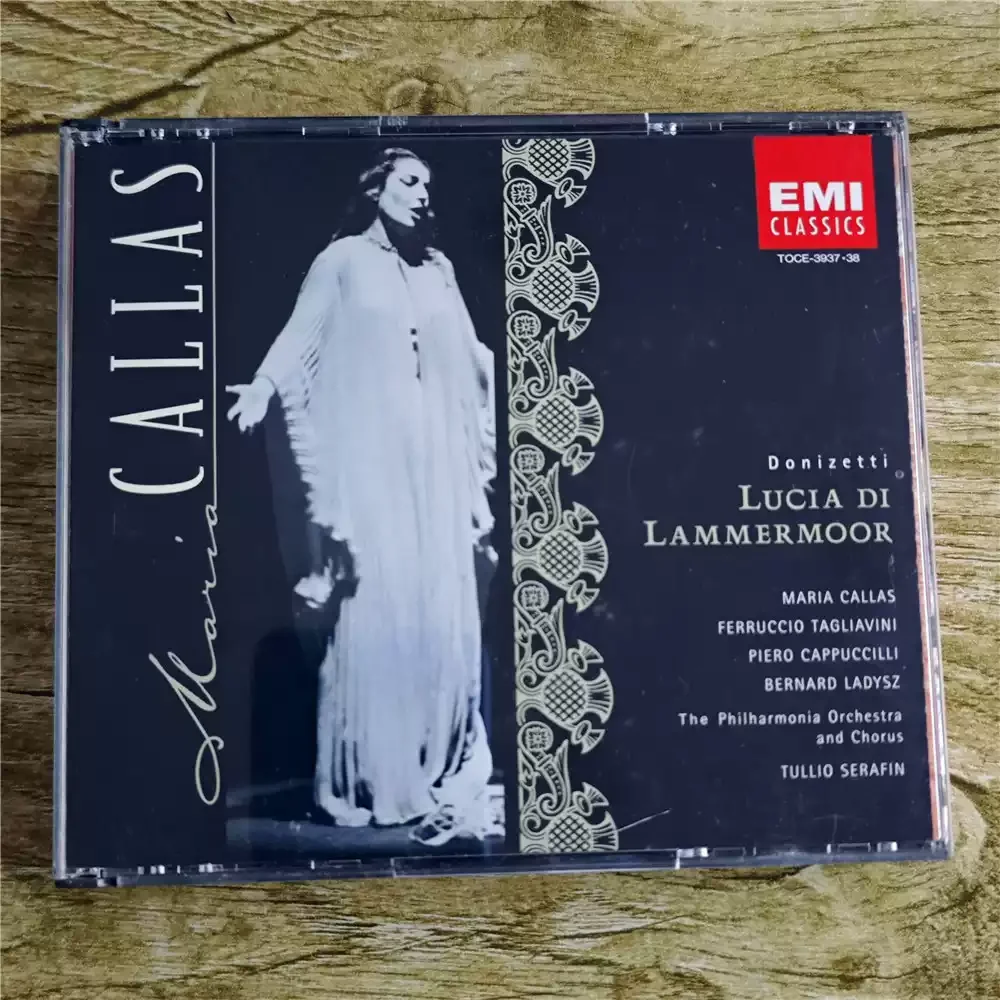 Maria CALLAS
EMI
CLASSICS
TOCE-3937・38
Donizetti
LUCIA DI
LAMMERMOOR
MARIA CALLAS
FERRUCCIO TAGLIAVINI
PIERO CAPPUCCILLI
BERNARD LADYSZ
The Philharmonia Orchestra
and Chorus
TULLIO SERAFIN